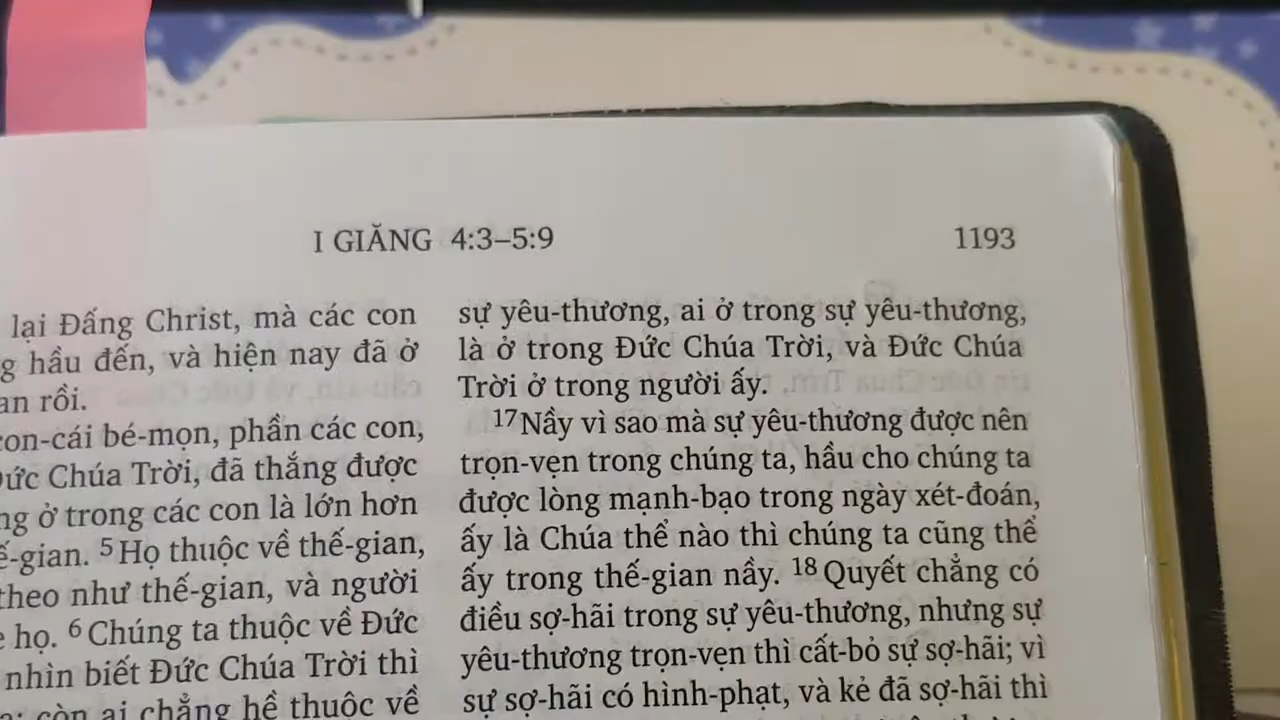 I GIĂNG 4:3–5:9
1193
lại Đấng Christ, mà các con
hầu đến, và hiện nay đã ở
rồi.
bé-mọn, phần các con,
Chúa Trời, đã thắng được
ở trong các con là lớn hơn
5 Họ thuộc về thế-gian,
theo như thế-gian, và người
họ. 6 Chúng ta thuộc về Đức
nhìn biết Đức Chúa Trời thì
còn ai chẳng hề thuộc về
sự yêu-thương, ai ở trong sự yêu-thương,
là ở trong Đức Chúa Trời, và Đức Chúa
Trời ở trong người ấy.
17 Nầy vì sao mà sự yêu-thương được nên
trọn-vẹn trong chúng ta, hầu cho chúng ta
được lòng mạnh-bạo trong ngày xét-đoán,
ấy là Chúa thể nào thì chúng ta cũng thể
ấy trong thế-gian nầy. 18 Quyết chẳng có
điều sợ-hãi trong sự yêu-thương, nhưng sự
yêu-thương trọn-vẹn thì cất-bỏ sự sợ-hãi; vì
sự sợ-hãi có hình-phạt, và kẻ đã sợ-hãi thì